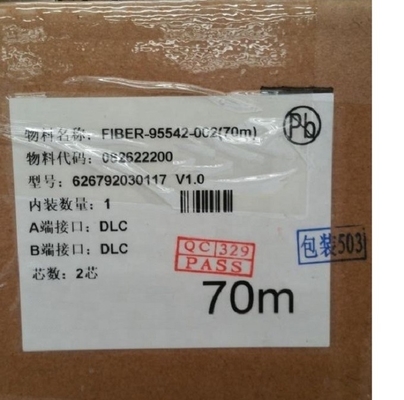 物料名称: FIBER-95542-002(70m)
Pb
物料代码: 082622200
型号: 626792030117 V1.0
内装数量: 1
A端接口: DLC
B端接口: DLC
芯数: 2芯
QC 329
PASS
包装503
70m